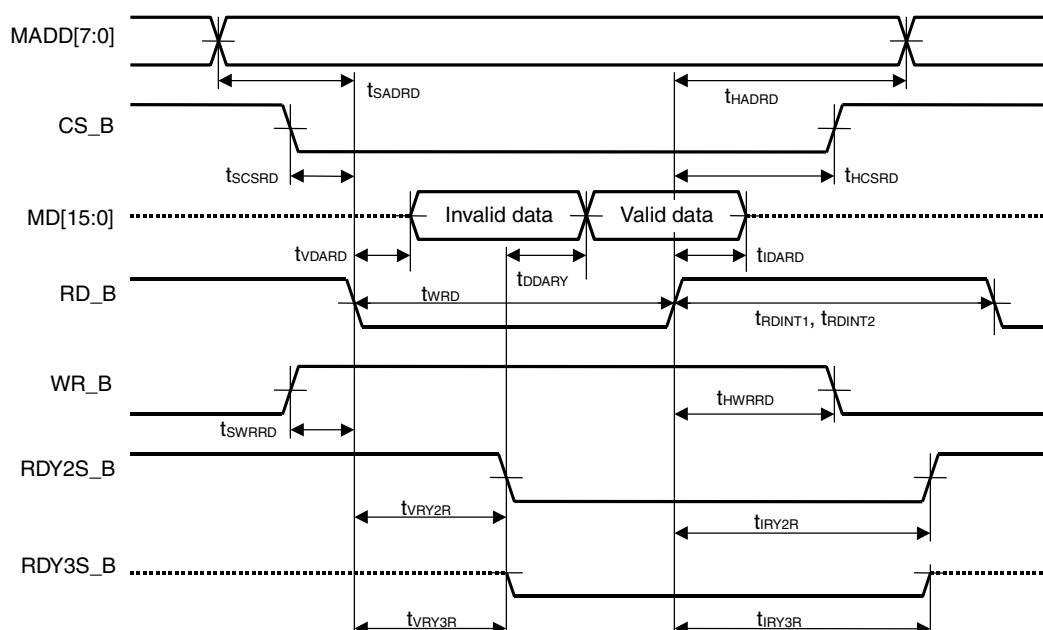 MADD[7:0]
tSADRD
tHADRD
CS_B
tSCSRD
tHCSRD
MD[15:0]
Invalid data
Valid data
tVDARD
tDDARY
tIDARD
RD_B
tWRD
tRDINT1, tRDINT2
WR_B
tSWRRD
tHWRRD
RDY2S_B
tVRY2R
tIRY2R
RDY3S_B
tVRY3R
tIRY3R